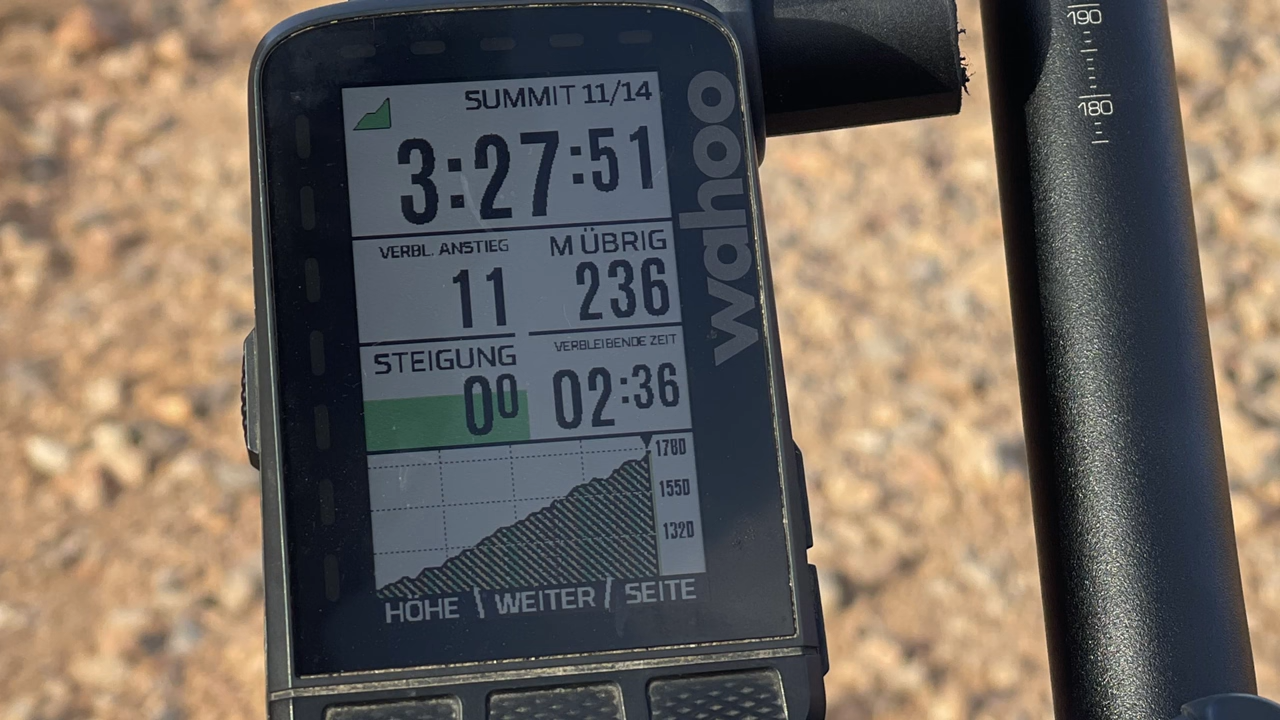 SUMMIT 11/14
3:27:51
VERBL. ANSTIEG
11
M ÜBRIG
236
STEIGUNG
0⁰
VERBLEIBENDE ZEIT
02:36
1780
1550
1320
HÖHE | WEITER | SEITE
wahoo
190
180